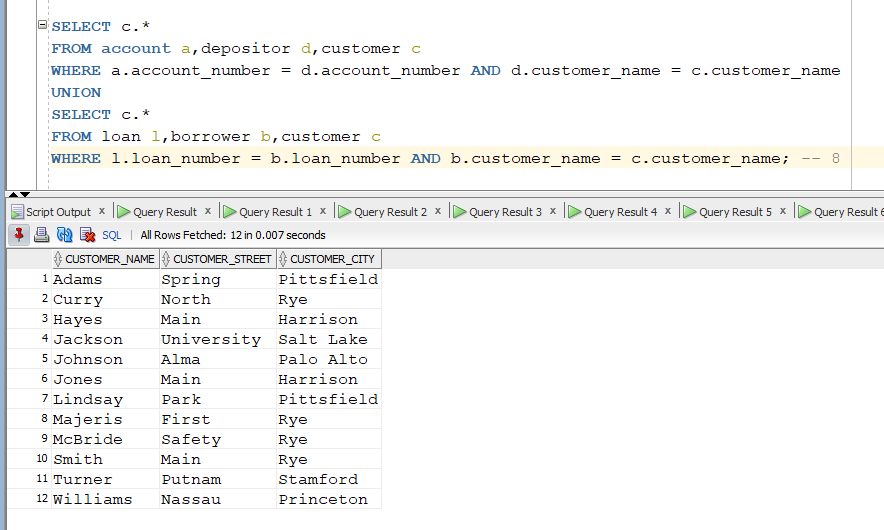 SELECT c.*
FROM account a,depositor d,customer c
WHERE a.account_number = d.account_number AND d.customer_name = c.customer_name
UNION
SELECT c.*
FROM loan l,borrower b,customer c
WHERE l.loan_number = b.loan_number AND b.customer_name = c.customer_name; -- 8
Script Output x Query Result x Query Result 1 x Query Result 2 x Query Result 3 x Query Result 4 x Query Result 5 x Query Result 6
SQL | All Rows Fetched: 12 in 0.007 seconds
CUSTOMER_NAME CUSTOMER_STREET CUSTOMER_CITY
1 Adams Spring Pittsfield
2 Curry North Rye
3 Hayes Main Harrison
4 Jackson University Salt Lake
5 Johnson Alma Palo Alto
6 Jones Main Harrison
7 Lindsay Park Pittsfield
8 Majeris First Rye
9 McBride Safety Rye
10 Smith Main Rye
11 Turner Putnam Stamford
12 Williams Nassau Princeton